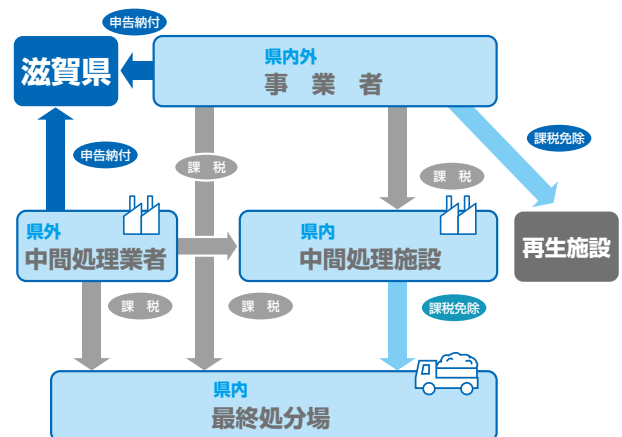 申告納付
滋賀県
県内外
事業者
申告納付
課税
課税
課税免除
県外
中間処理業者
県内
中間処理施設
再生施設
課税
課税
課税免除
県内
最終処分場